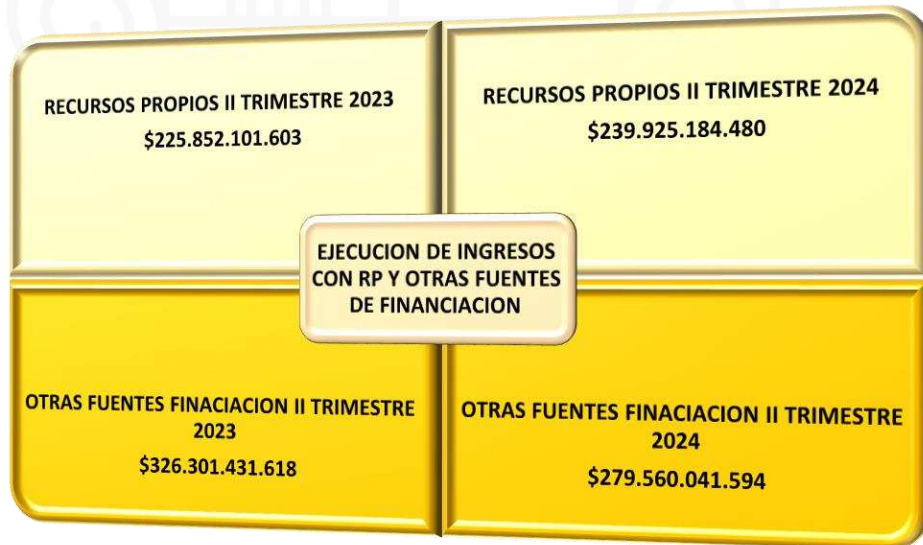 RECURSOS PROPIOS II TRIMESTRE 2023
$225.852.101.603
RECURSOS PROPIOS II TRIMESTRE 2024
$239.925.184.480
EJECUCION DE INGRESOS
CON RP Y OTRAS FUENTES
DE FINANCIACION
OTRAS FUENTES FINACIACION II TRIMESTRE
2023
$326.301.431.618
OTRAS FUENTES FINACIACION II TRIMESTRE
2024
$279.560.041.594